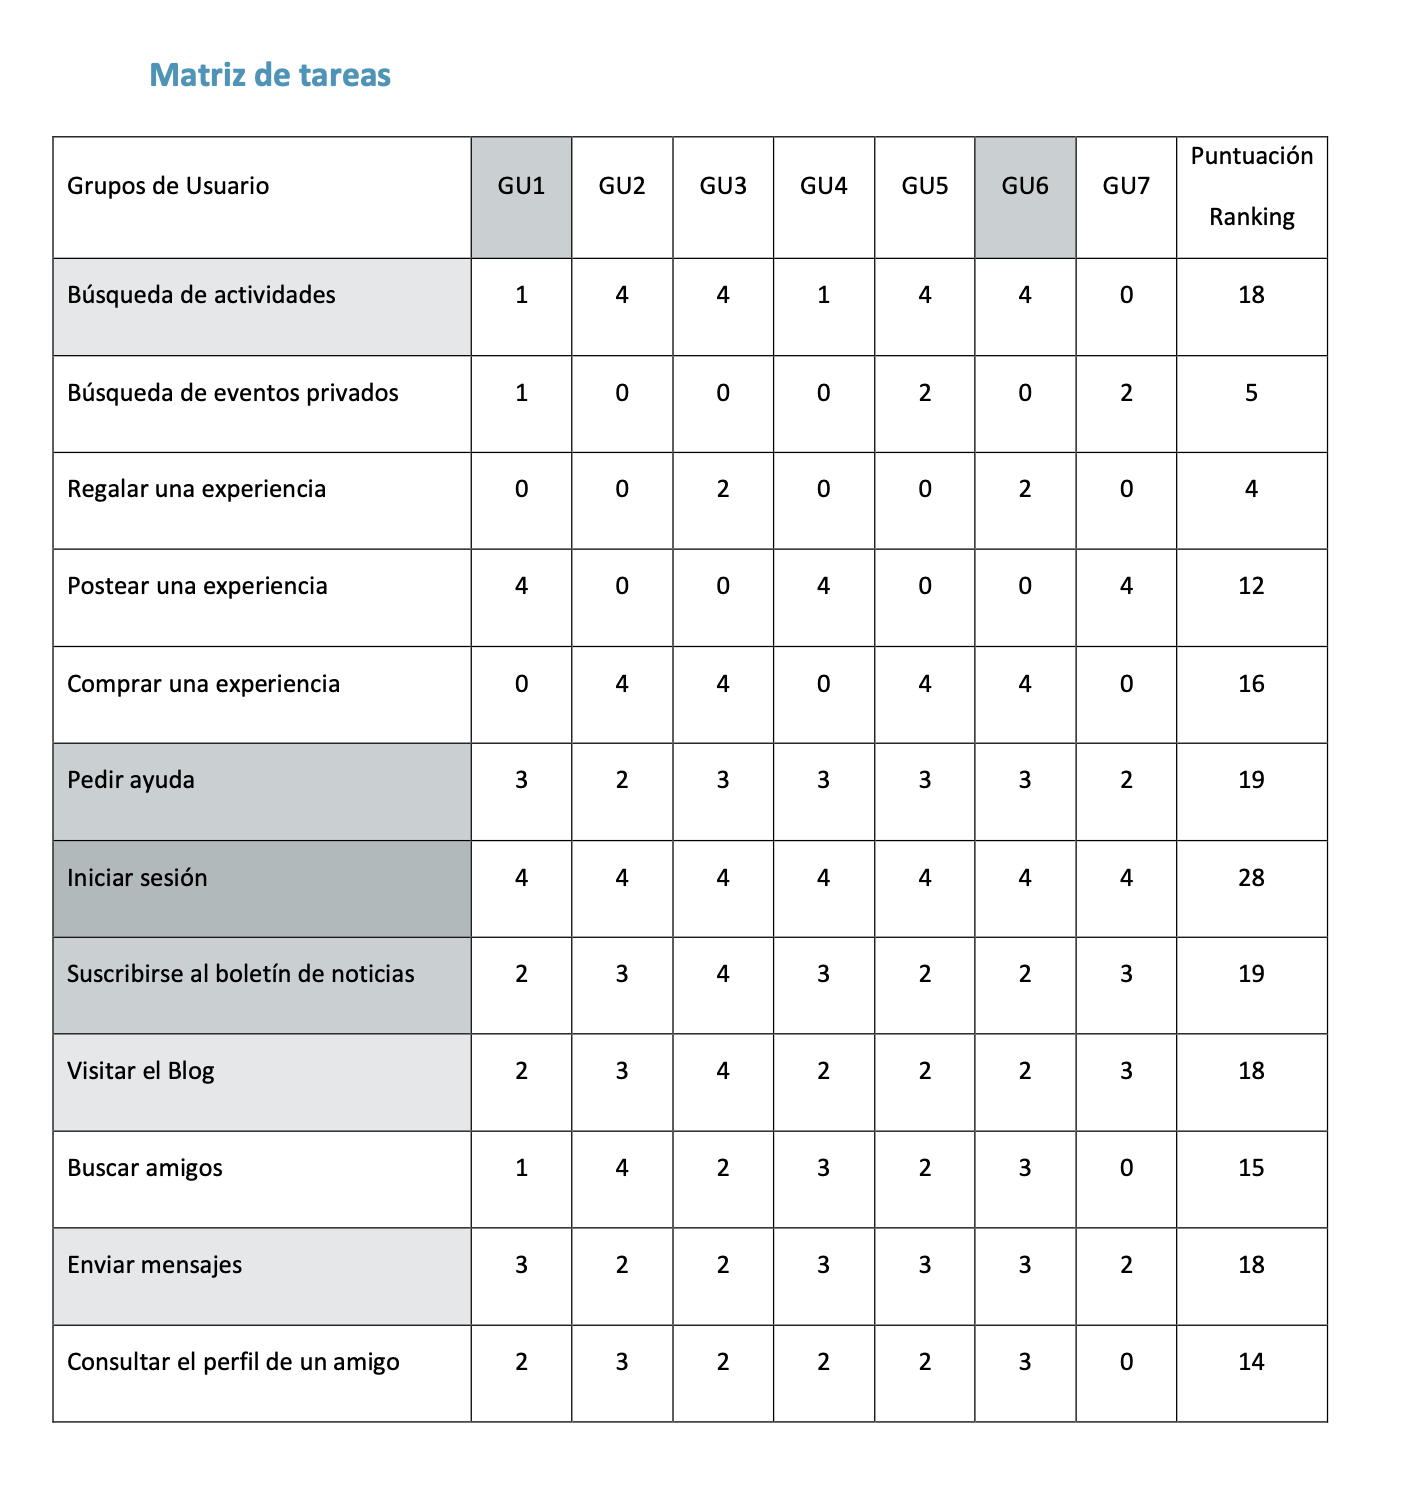 Matriz de tareas
Grupos de Usuario GU1 GU2 GU3 GU4 GU5 GU6 GU7 Puntuación
Ranking
Búsqueda de actividades 1 4 4 1 4 4 0 18
Búsqueda de eventos privados 1 0 0 0 2 0 2 5
Regalar una experiencia 0 0 2 0 0 2 0 4
Postear una experiencia 4 0 0 4 0 0 4 12
Comprar una experiencia 0 4 4 0 4 4 0 16
Pedir ayuda 3 2 3 3 3 3 2 19
Iniciar sesión 4 4 4 4 4 4 4 28
Suscribirse al boletín de noticias 2 3 4 3 2 2 3 19
Visitar el Blog 2 3 4 2 2 2 3 18
Buscar amigos 1 4 2 3 2 3 0 15
Enviar mensajes 3 2 2 3 3 3 2 18
Consultar el perfil de un amigo 2 3 2 2 2 3 0 14